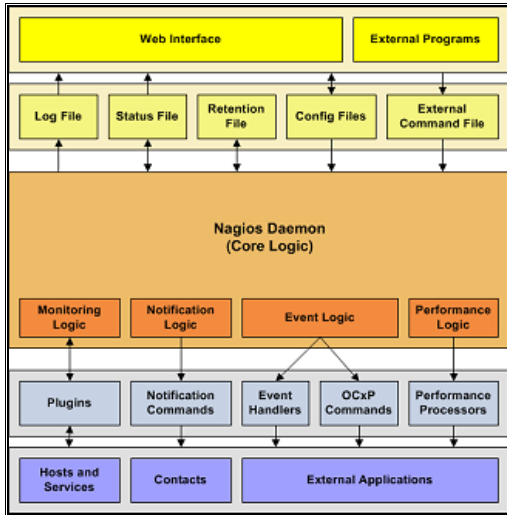 Web Interface
External Programs
Log File
Status File
Retention
File
Config Files
External
Command File
Nagios Daemon
(Core Logic)
Monitoring
Logic
Notification
Logic
Event Logic
Performance
Logic
Plugins
Notification
Commands
Event
Handlers
OCxP
Commands
Performance
Processors
Hosts and
Services
Contacts
External Applications